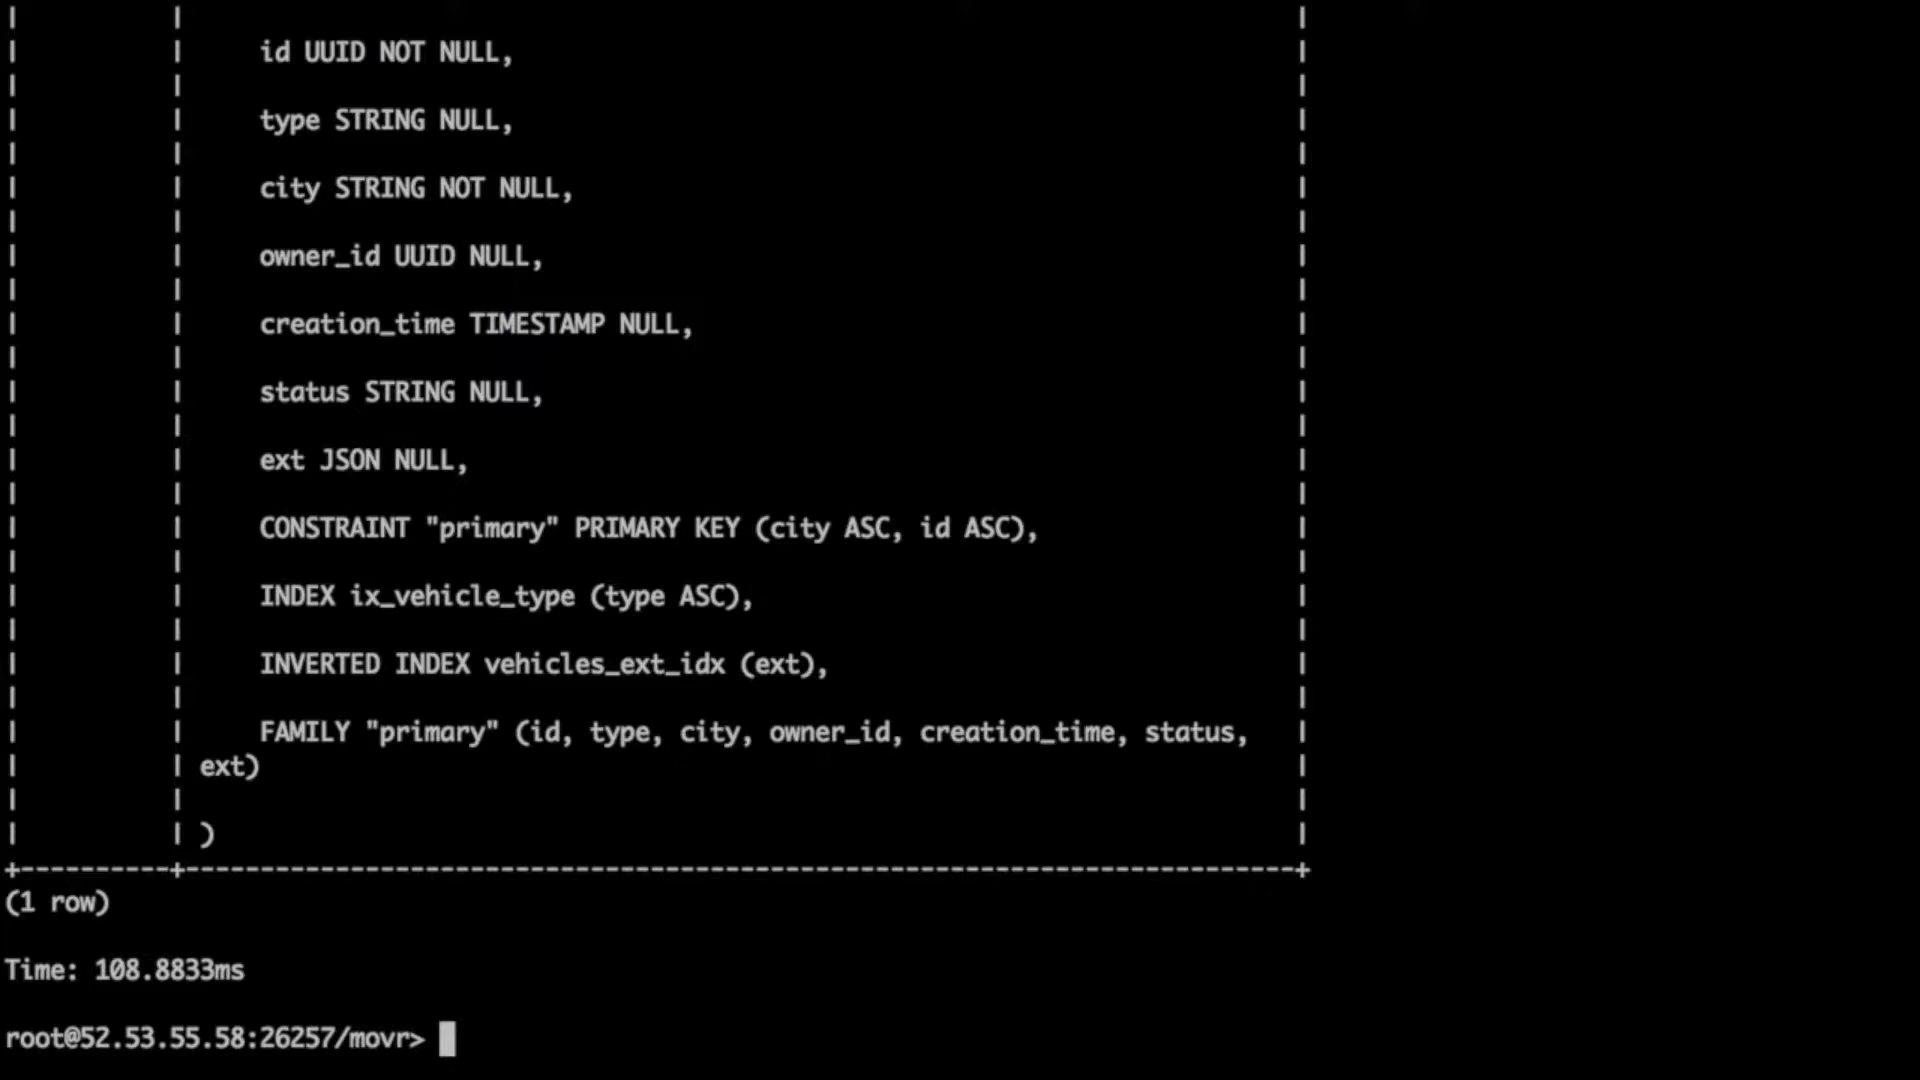 id UUID NOT NULL,
type STRING NULL,
city STRING NOT NULL,
owner_id UUID NULL,
creation_time TIMESTAMP NULL,
status STRING NULL,
ext JSON NULL,
CONSTRAINT "primary" PRIMARY KEY (city ASC, id ASC),
INDEX ix_vehicle_type (type ASC),
INVERTED INDEX vehicles_ext_idx (ext),
FAMILY "primary" (id, type, city, owner_id, creation_time, status,
ext)
)
(1 row)
Time: 108.8833ms
root@52.53.55.58:26257/movr>